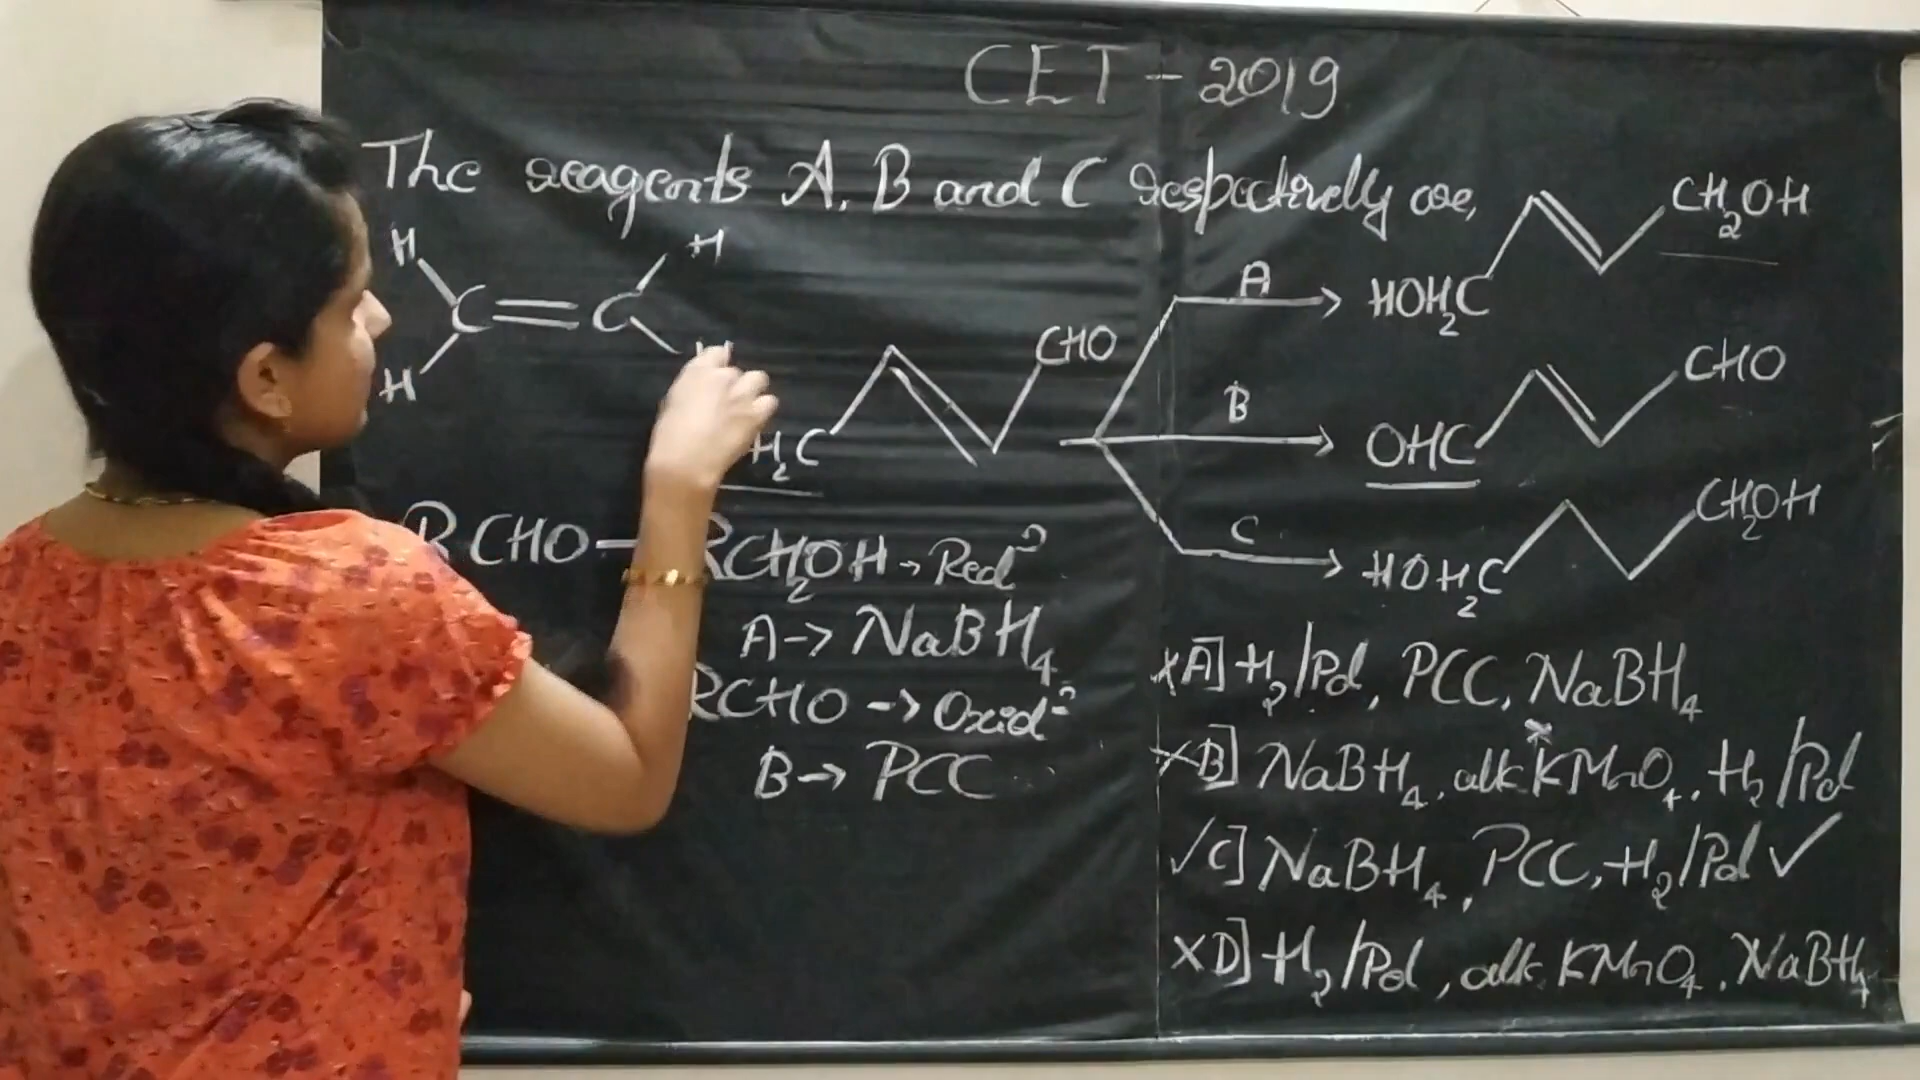 CET - 2019
The reagents A, B and C respectively are,
H H
C = C
H H
H2C CHO
A
HOH2C CH2OH
B
OHC CHO
C
HOH2C CH2OH
RCHO — RCH2OH → Redn
A → NaBH4
RCHO → Oxidn
B → PCC
x A] H2/Pd, PCC, NaBH4
x B] NaBH4, alk KMnO4, H2/Pd
✓ C] NaBH4, PCC, H2/Pd ✓
x D] H2/Pd, alk KMnO4, NaBH4